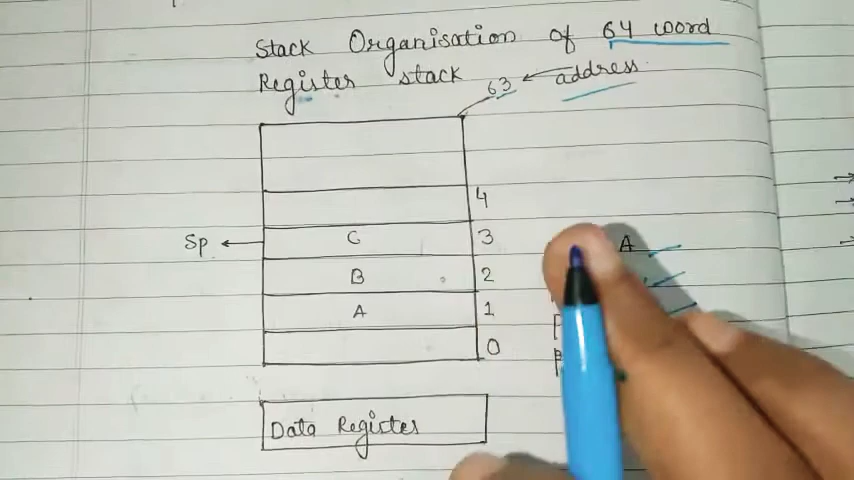 Stack Organisation of 64 word
Register stack
63 address
4
Sp C 3
B 2
A 1
0
A
Data Register